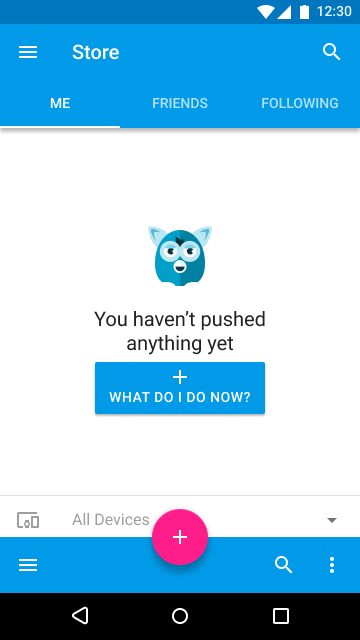 12:30
Store
ME FRIENDS FOLLOWING
You haven't pushed
anything yet
WHAT DO I DO NOW?
All Devices